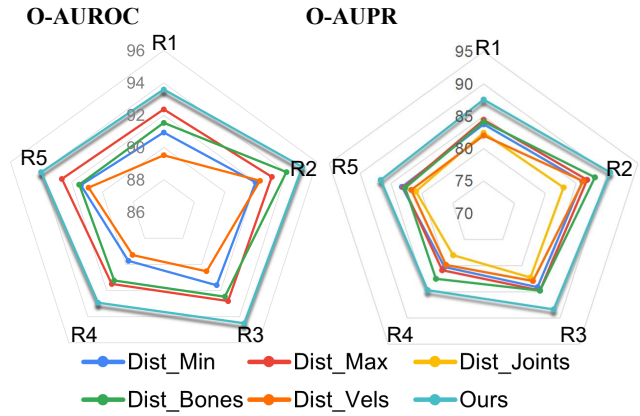 O-AUROC
O-AUPR
R1
96
94
92
90
88
86
R2
R3
R4
R5
R1
95
90
85
80
75
70
R2
R3
R4
R5
Dist_Min
Dist_Max
Dist_Joints
Dist_Bones
Dist_Vels
Ours